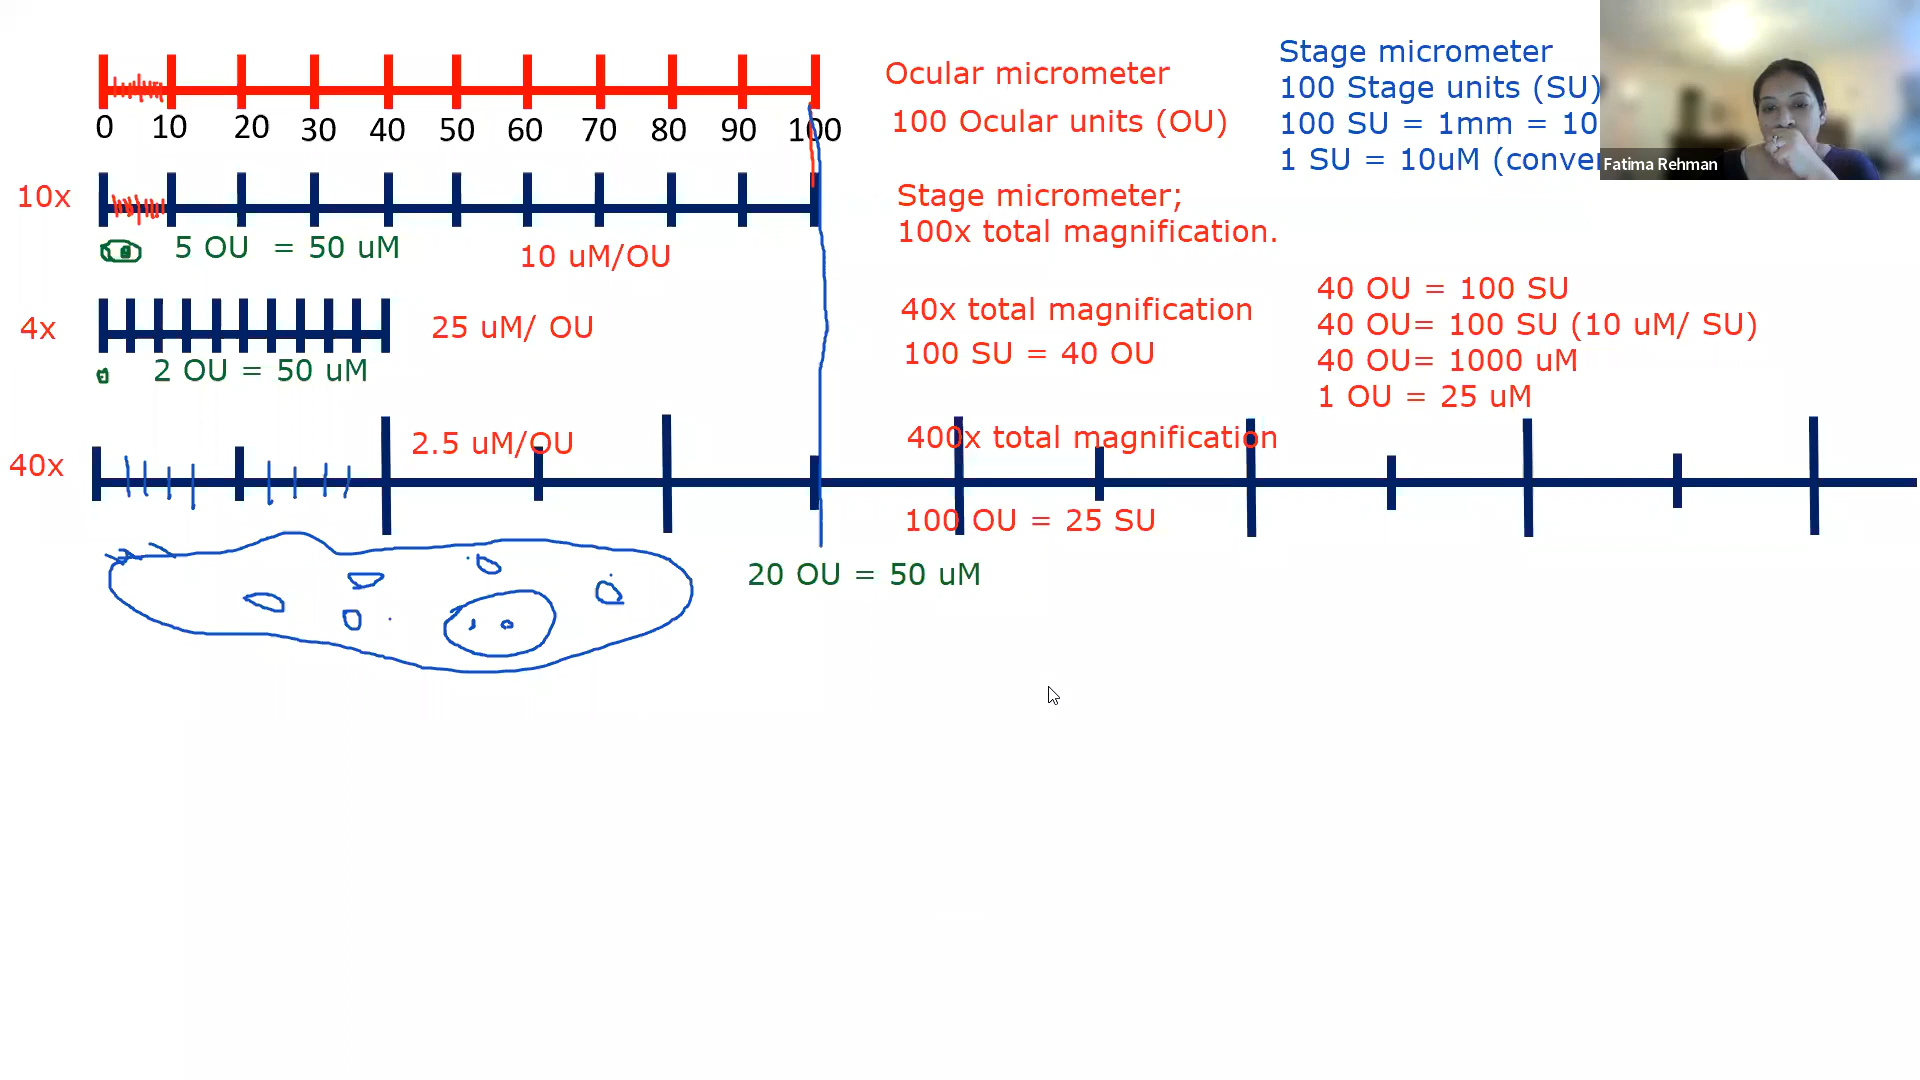 Ocular micrometer
100 Ocular units (OU)
Stage micrometer
100 Stage units (SU)
100 SU = 1mm = 10
1 SU = 10uM
Fatima Rehman
0 10 20 30 40 50 60 70 80 90 100
10x
Stage micrometer;
100x total magnification.
5 OU = 50 uM
10 uM/OU
4x
25 uM/ OU
2 OU = 50 uM
40x total magnification
100 SU = 40 OU
40 OU = 100 SU
40 OU= 100 SU (10 uM/ SU)
40 OU= 1000 uM
1 OU = 25 uM
40x
2.5 uM/OU
400x total magnification
100 OU = 25 SU
20 OU = 50 uM